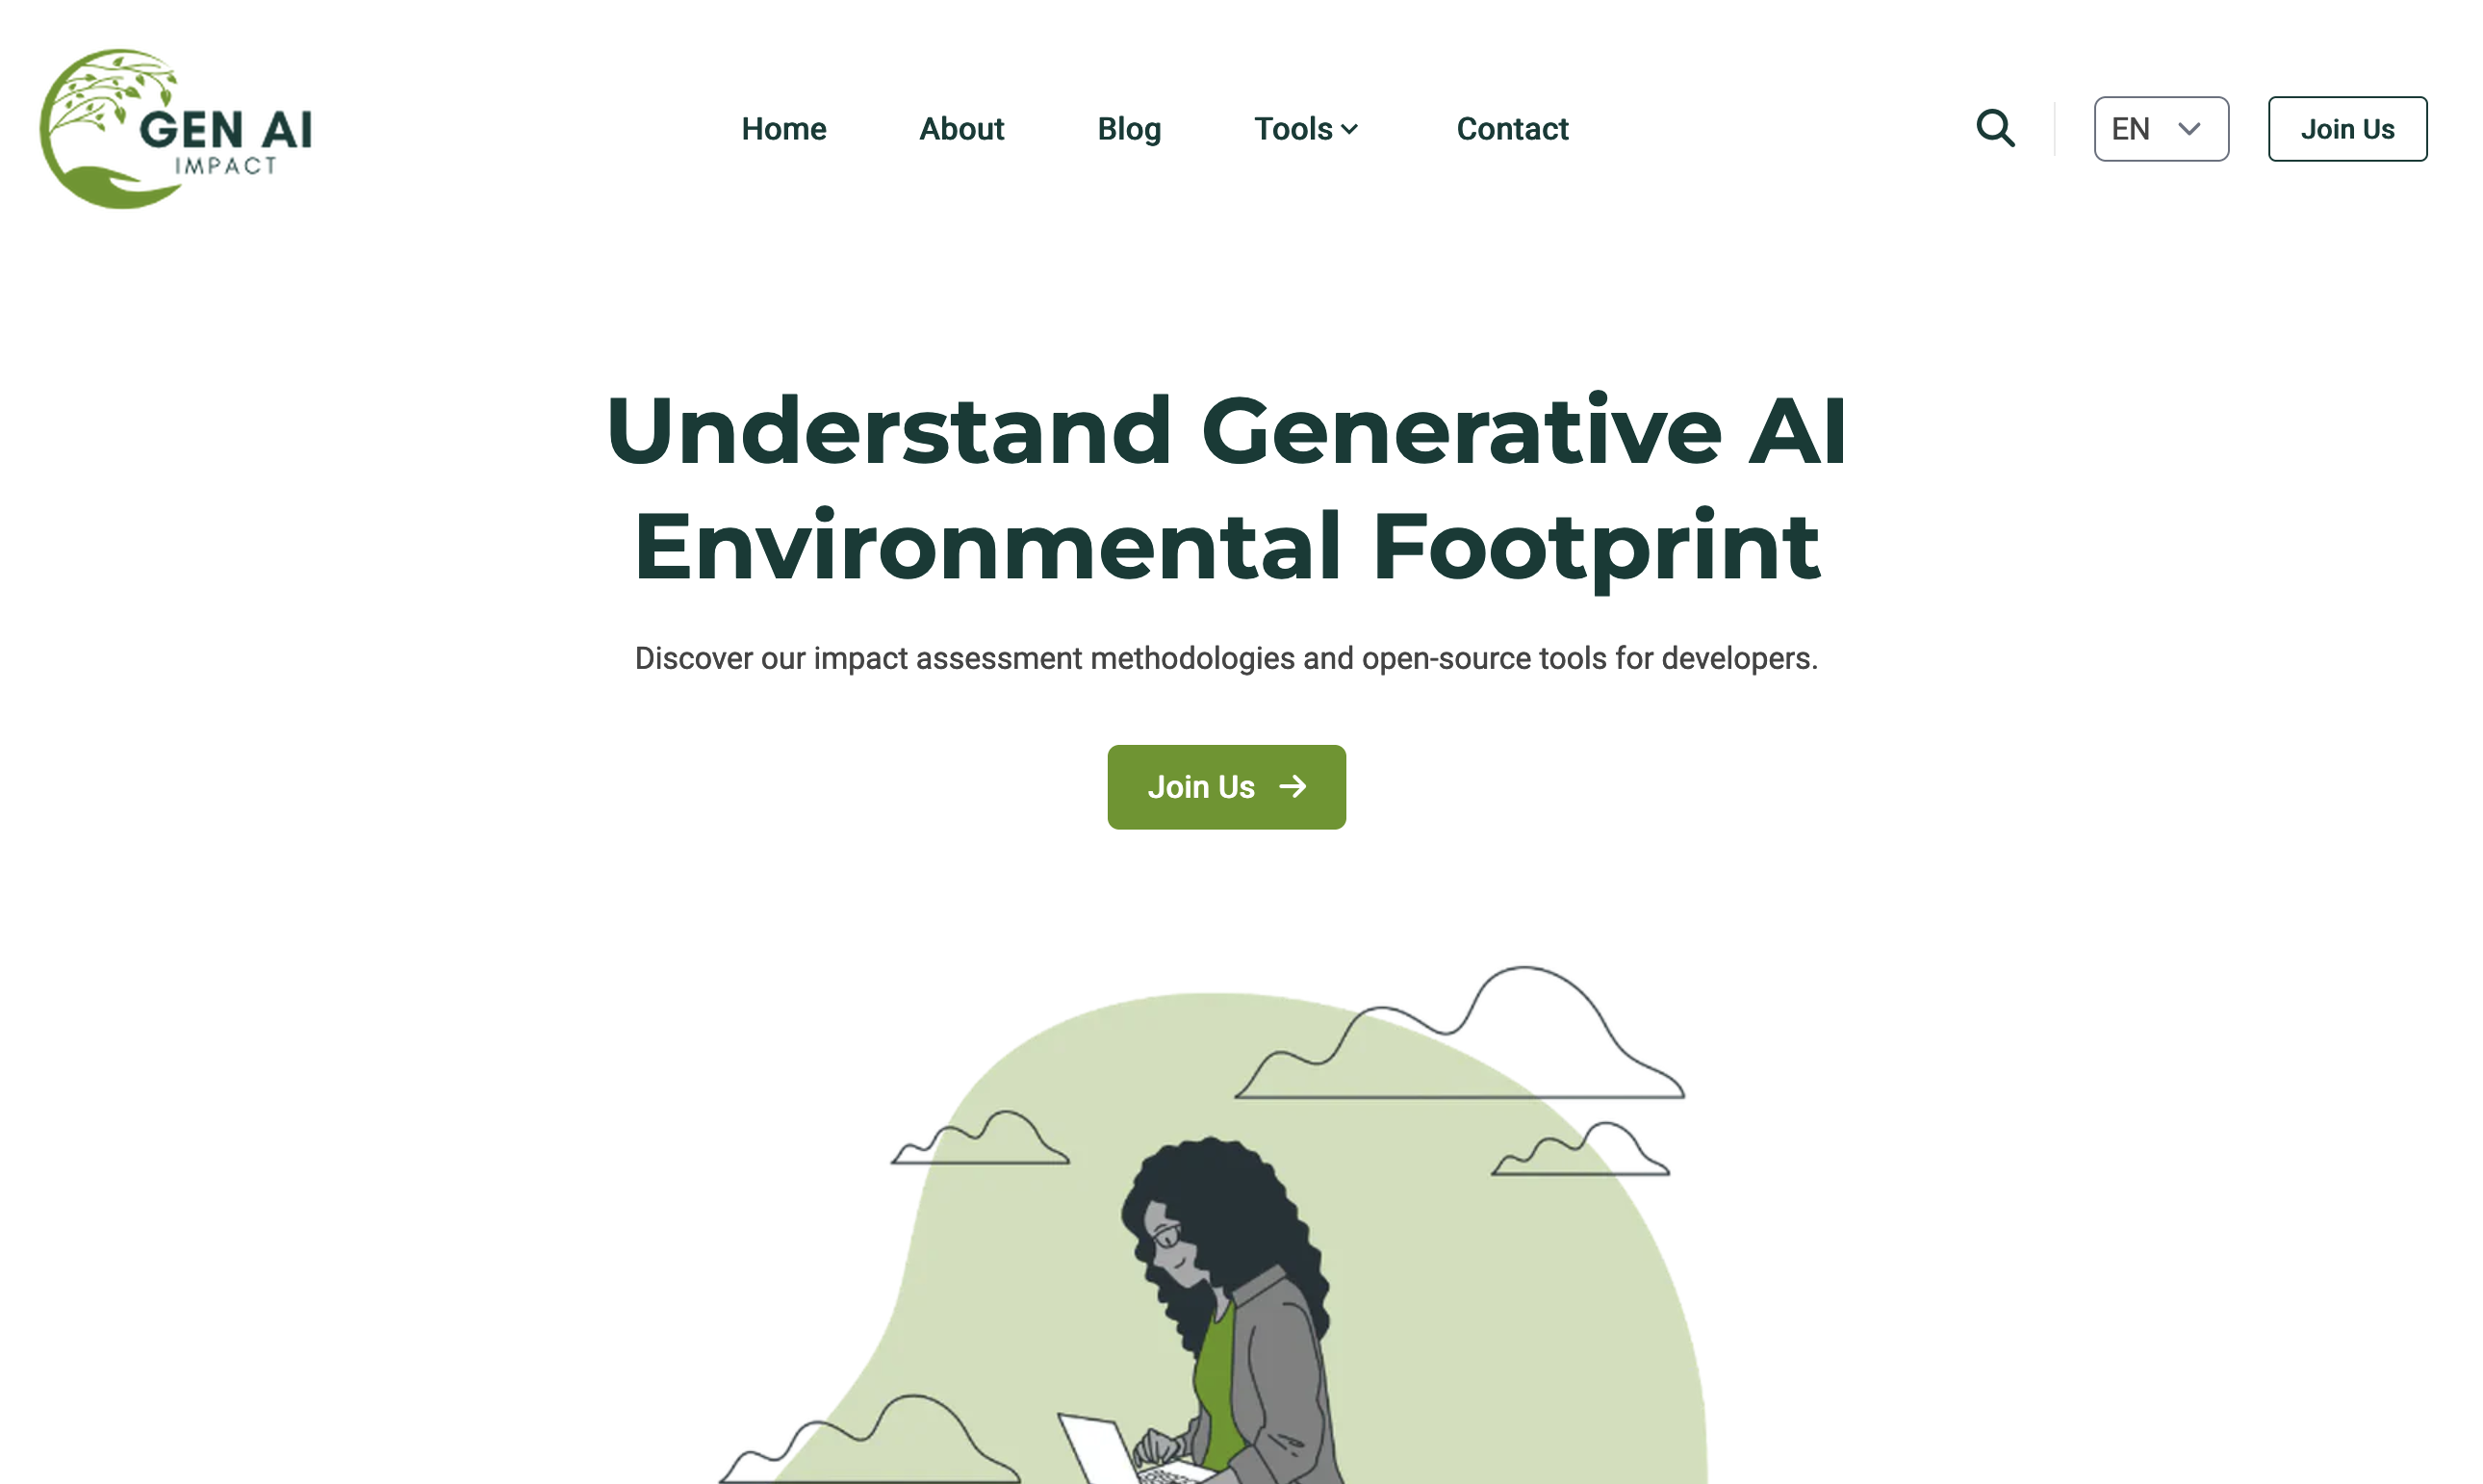 GEN AI
IMPACT
Home About Blog Tools Contact
EN
Join Us
Understand Generative AI
Environmental Footprint
Discover our impact assessment methodologies and open-source tools for developers.
Join Us